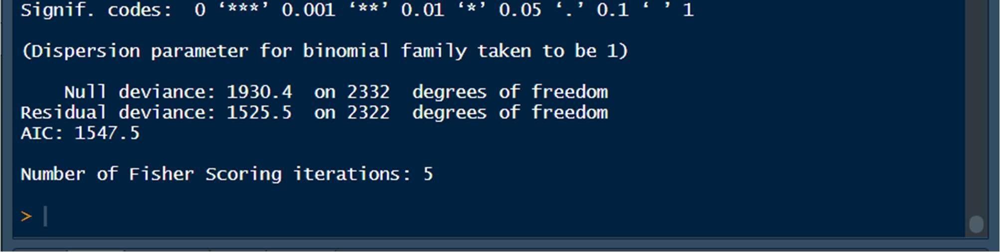 Signif. codes:  0 ‘***’ 0.001 ‘**’ 0.01 ‘*’ 0.05 ‘.’ 0.1 ‘ ’ 1
(Dispersion parameter for binomial family taken to be 1)
Null deviance: 1930.4  on 2332  degrees of freedom
Residual deviance: 1525.5  on 2322  degrees of freedom
AIC: 1547.5
Number of Fisher Scoring iterations: 5
>